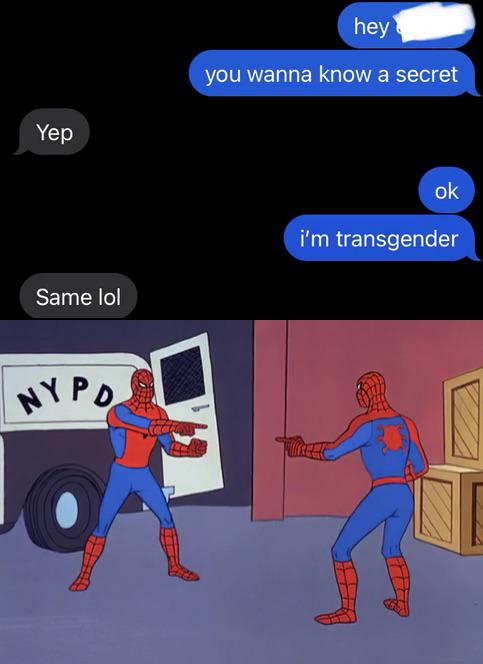 hey
you wanna know a secret
Yep
ok
i'm transgender
Same lol
NYPD